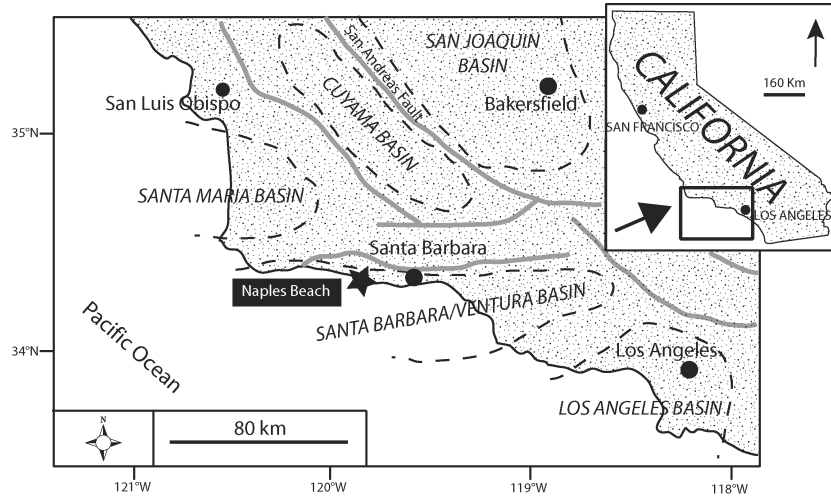 SAN JOAQUIN
BASIN
San Andreas Fault
CUYAMA BASIN
San Luis Obispo
Bakersfield
CALIFORNIA
160 Km
SAN FRANCISCO
LOS ANGELES
35°N
SANTA MARIA BASIN
Santa Barbara
Naples Beach
SANTA BARBARA/VENTURA BASIN
Pacific Ocean
34°N
Los Angeles
LOS ANGELES BASIN
N
80 km
121°W
120°W
119°W
118°W